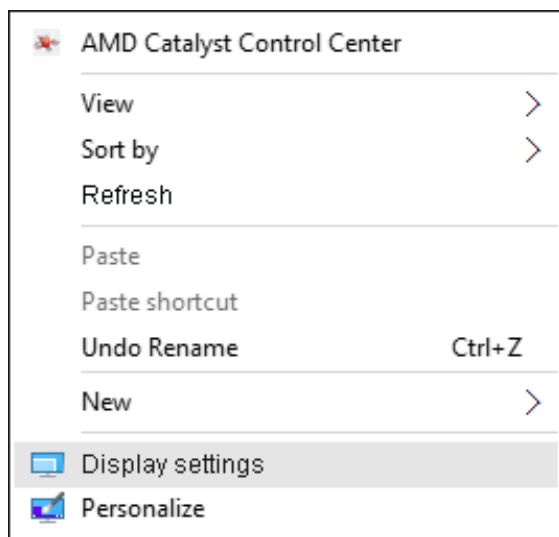 AMD Catalyst Control Center
View
Sort by
Refresh
Paste
Paste shortcut
Undo Rename Ctrl+Z
New
Display settings
Personalize